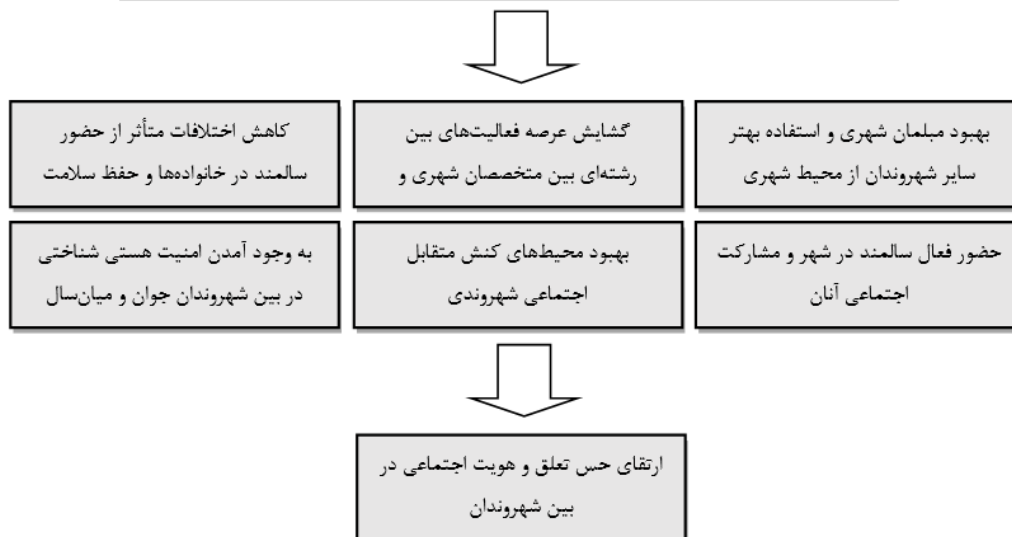 بهبود مبلمان شهری و استفاده بهتر
سایر شهروندان از محیط شهری
گشایش عرصه فعالیت‌های بین
رشته‌ای بین متخصصان شهری و
کاهش اختلافات متأثر از حضور
سالمند در خانواده‌ها و حفظ سلامت
حضور فعال سالمند در شهر و مشارکت
اجتماعی آنان
بهبود محیط‌های کنش متقابل
اجتماعی شهروندی
به وجود آمدن امنیت هستی شناختی
در بین شهروندان جوان و میان‌سال
ارتقای حس تعلق و هویت اجتماعی در
بین شهروندان